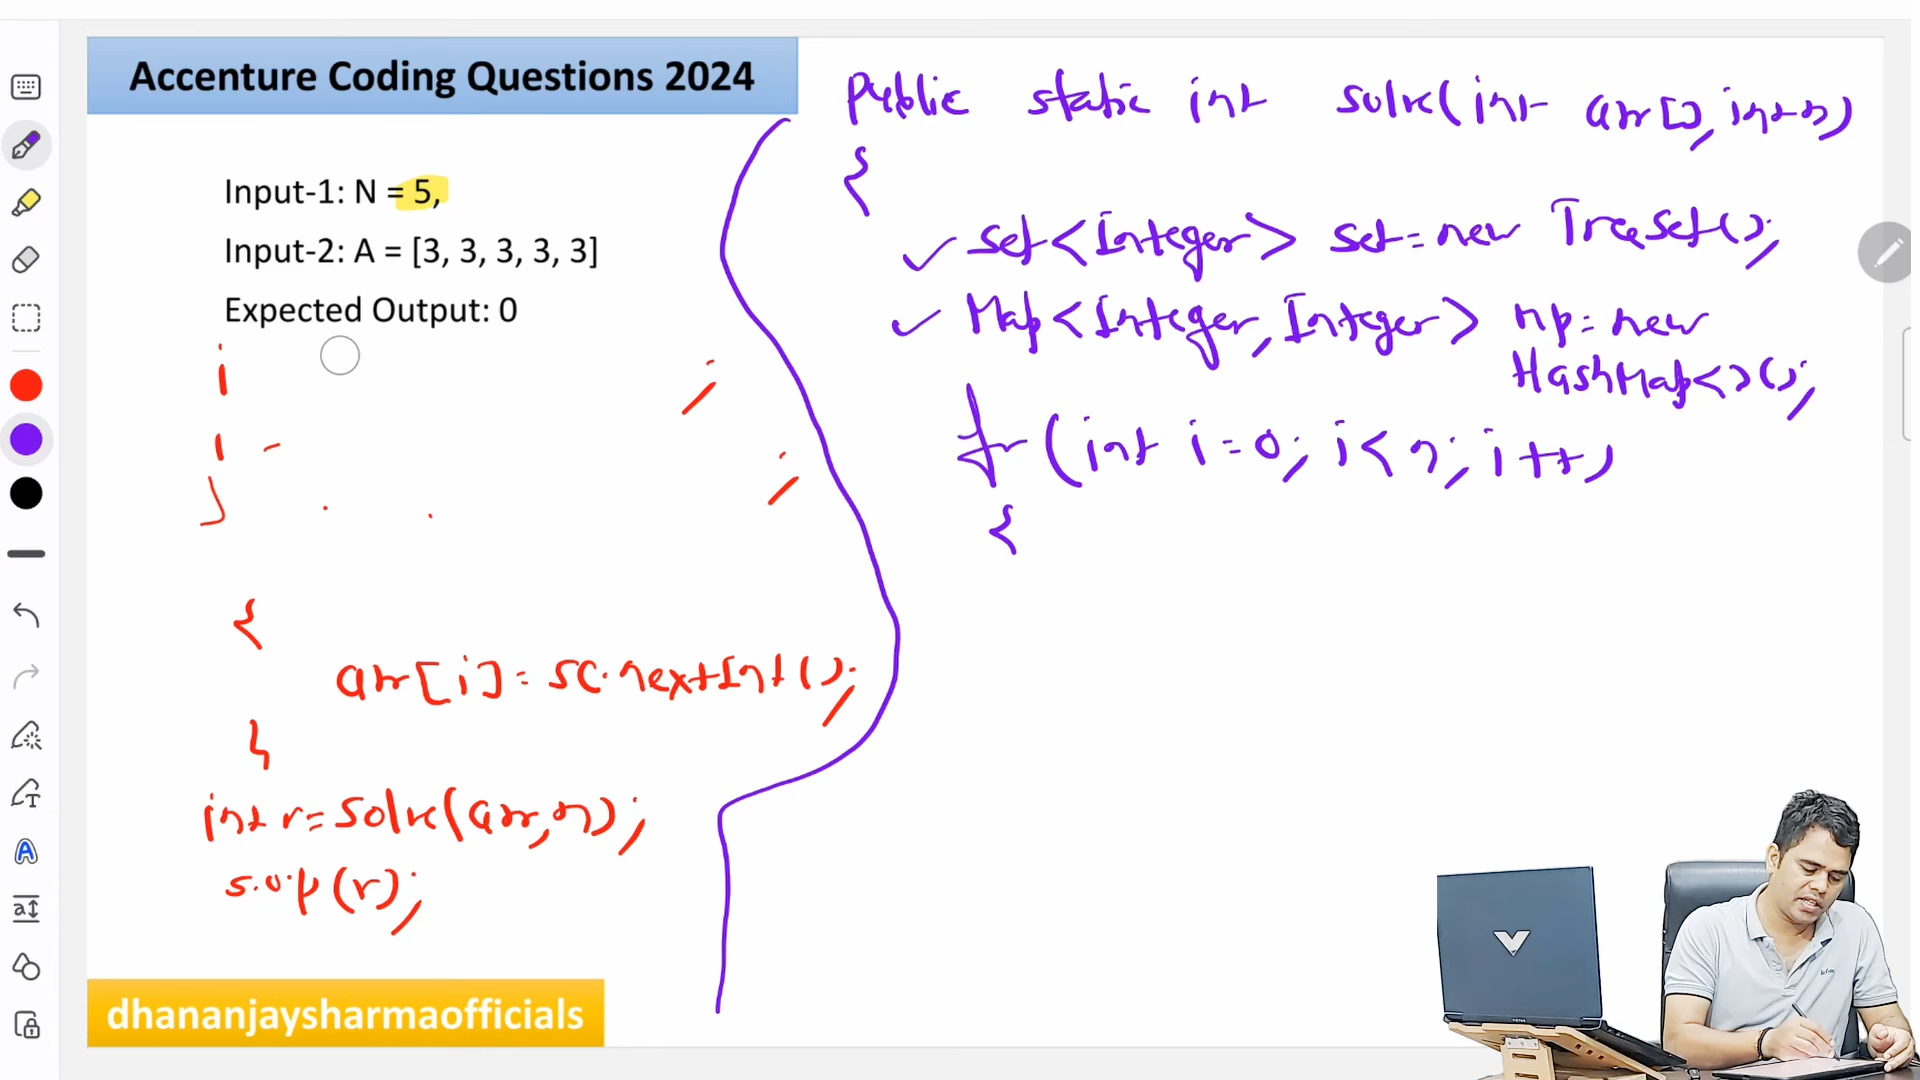 Accenture Coding Questions 2024
Input-1: N = 5,
Input-2: A = [3, 3, 3, 3, 3]
Expected Output: 0
{
arr[i]= sc.nextInt();
}
int r= solve(arr,n);
s.o.p(r);
dhananjaysharmaofficials
Public static int solve(int arr[], int n)
{
✓ Set<Integer> set= new TreeSet();
✓ Map<Integer, Integer> mp= new
HashMap<>();
for (int i=0; i<n; i++)
{